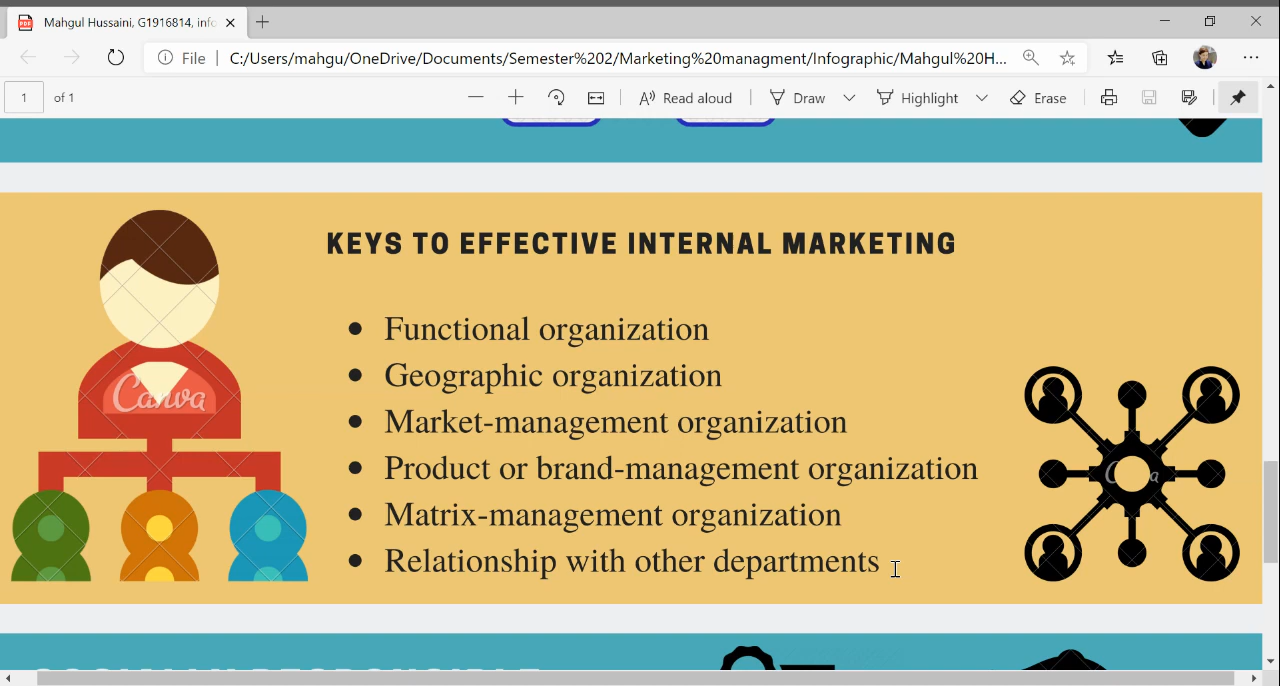 Mahgul Hussaini, G1916814, info
File
C:/Users/mahgu/OneDrive/Documents/Semester%202/Marketing%20managment/Infographic/Mahgul%20H...
1 of 1
Read aloud
Draw
Highlight
Erase
KEYS TO EFFECTIVE INTERNAL MARKETING
• Functional organization
• Geographic organization
• Market-management organization
• Product or brand-management organization
• Matrix-management organization
• Relationship with other departments
Canva
SOCIALLY RESPONSIBLE